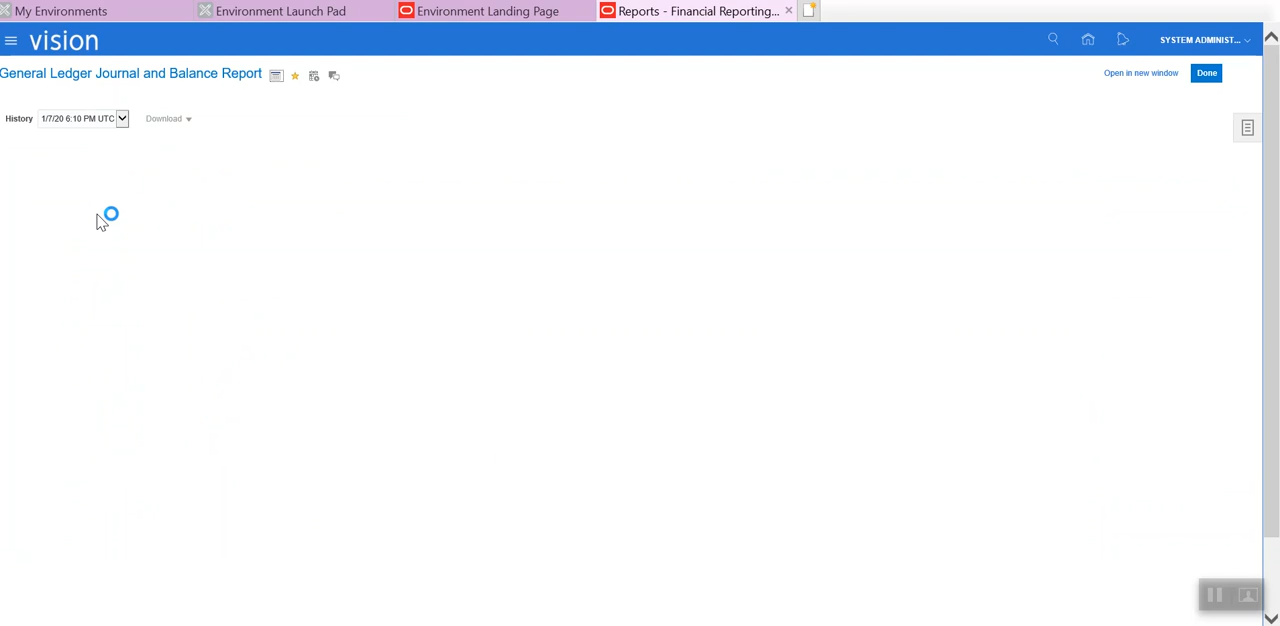 My Environments
Environment Launch Pad
Environment Landing Page
Reports - Financial Reporting...
vision
SYSTEM ADMINIST...
General Ledger Journal and Balance Report
Open in new window
Done
History
1/7/20 6:10 PM UTC
Download